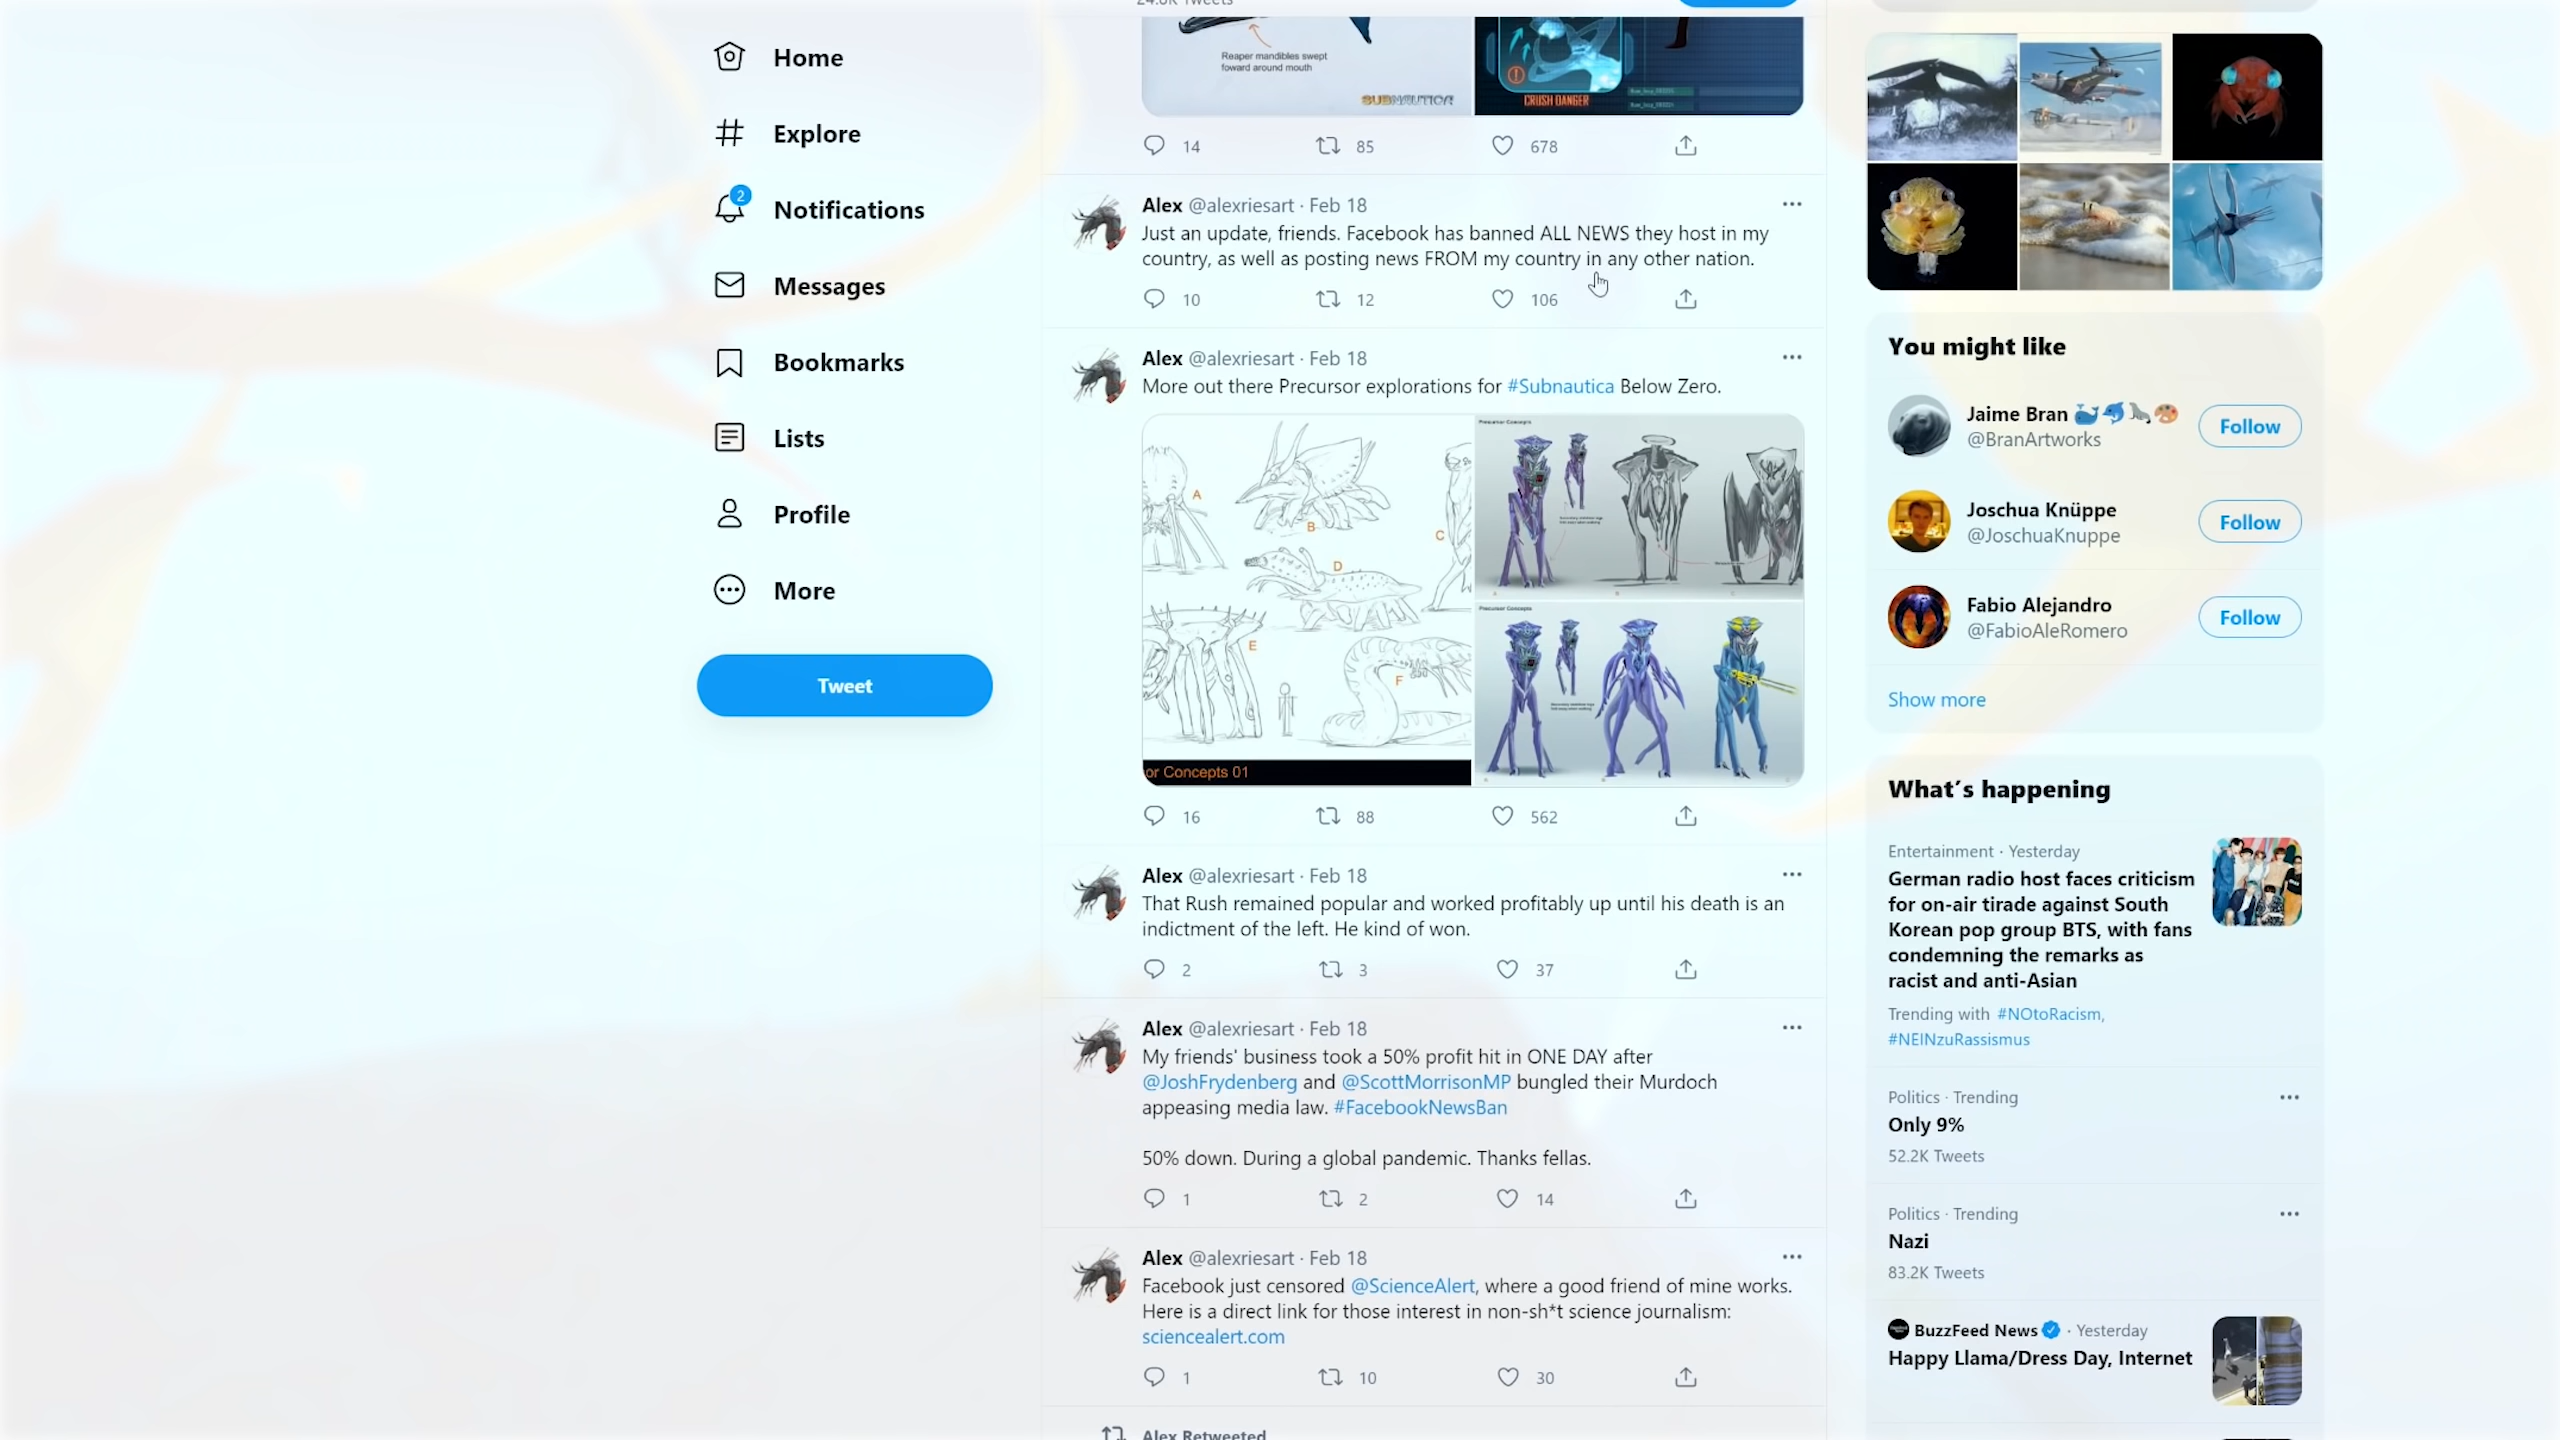 24.8K Tweets
Home
Explore
2
Notifications
Messages
Bookmarks
Lists
Profile
More
Tweet
Reaper mandibles swept
foward around mouth
SUBNAUTICA
CRUSH DANGER
14
85
678
Alex @alexriesart · Feb 18
Just an update, friends. Facebook has banned ALL NEWS they host in my
country, as well as posting news FROM my country in any other nation.
10
12
106
Alex @alexriesart · Feb 18
More out there Precursor explorations for #Subnautica Below Zero.
A
B
C
D
E
F
or Concepts 01
Precursor Concepts
Precursor Concepts
16
88
562
Alex @alexriesart · Feb 18
That Rush remained popular and worked profitably up until his death is an
indictment of the left. He kind of won.
2
3
37
Alex @alexriesart · Feb 18
My friends' business took a 50% profit hit in ONE DAY after
@JoshFrydenberg and @ScottMorrisonMP bungled their Murdoch
appeasing media law. #FacebookNewsBan
50% down. During a global pandemic. Thanks fellas.
1
2
14
Alex @alexriesart · Feb 18
Facebook just censored @ScienceAlert, where a good friend of mine works.
Here is a direct link for those interest in non-sh*t science journalism:
sciencealert.com
1
10
30
Alex Retweeted
You might like
Jaime Bran
@BranArtworks
Follow
Joschua Knüppe
@JoschuaKnuppe
Follow
Fabio Alejandro
@FabioAleRomero
Follow
Show more
What's happening
Entertainment · Yesterday
German radio host faces criticism
for on-air tirade against South
Korean pop group BTS, with fans
condemning the remarks as
racist and anti-Asian
Trending with #NOtoRacism,
#NEINzuRassismus
Politics · Trending
Only 9%
52.2K Tweets
Politics · Trending
Nazi
83.2K Tweets
BuzzFeed News · Yesterday
Happy Llama/Dress Day, Internet